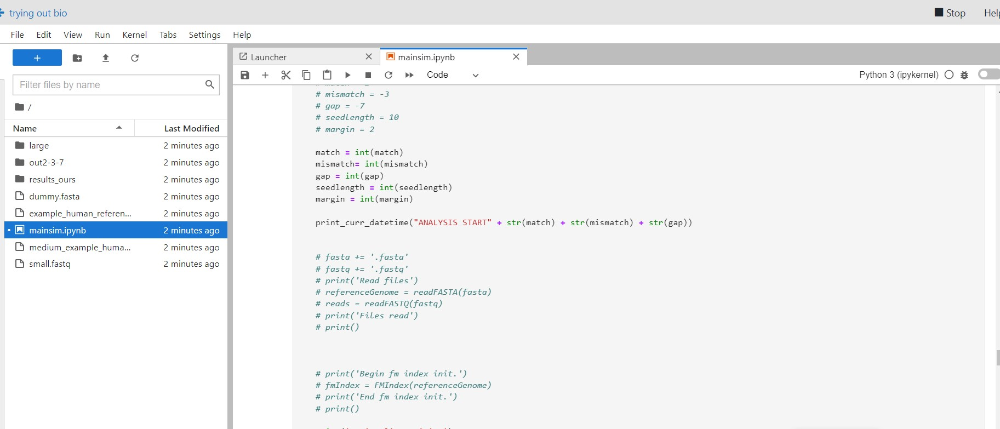 trying out bio
Stop
File Edit View Run Kernel Tabs Settings Help
Launcher
mainsim.ipynb
Filter files by name
Code
Python 3 (ipykernel)
/
Name Last Modified
large 2 minutes ago
out2-3-7 2 minutes ago
results_ours 2 minutes ago
dummy.fasta 2 minutes ago
example_human_referen... 2 minutes ago
mainsim.ipynb 2 minutes ago
medium_example_huma... 2 minutes ago
small.fastq 2 minutes ago
# mismatch = -3
# gap = -7
# seedlength = 10
# margin = 2
match = int(match)
mismatch= int(mismatch)
gap = int(gap)
seedlength = int(seedlength)
margin = int(margin)
print_curr_datetime("ANALYSIS START" + str(match) + str(mismatch) + str(gap))
# fasta += '.fasta'
# fastq += '.fastq'
# print('Read files')
# referenceGenome = readFASTA(fasta)
# reads = readFASTQ(fastq)
# print('Files read')
# print()
# print('Begin fm index init.')
# fmIndex = FMIndex(referenceGenome)
# print('End fm index init.')
# print()